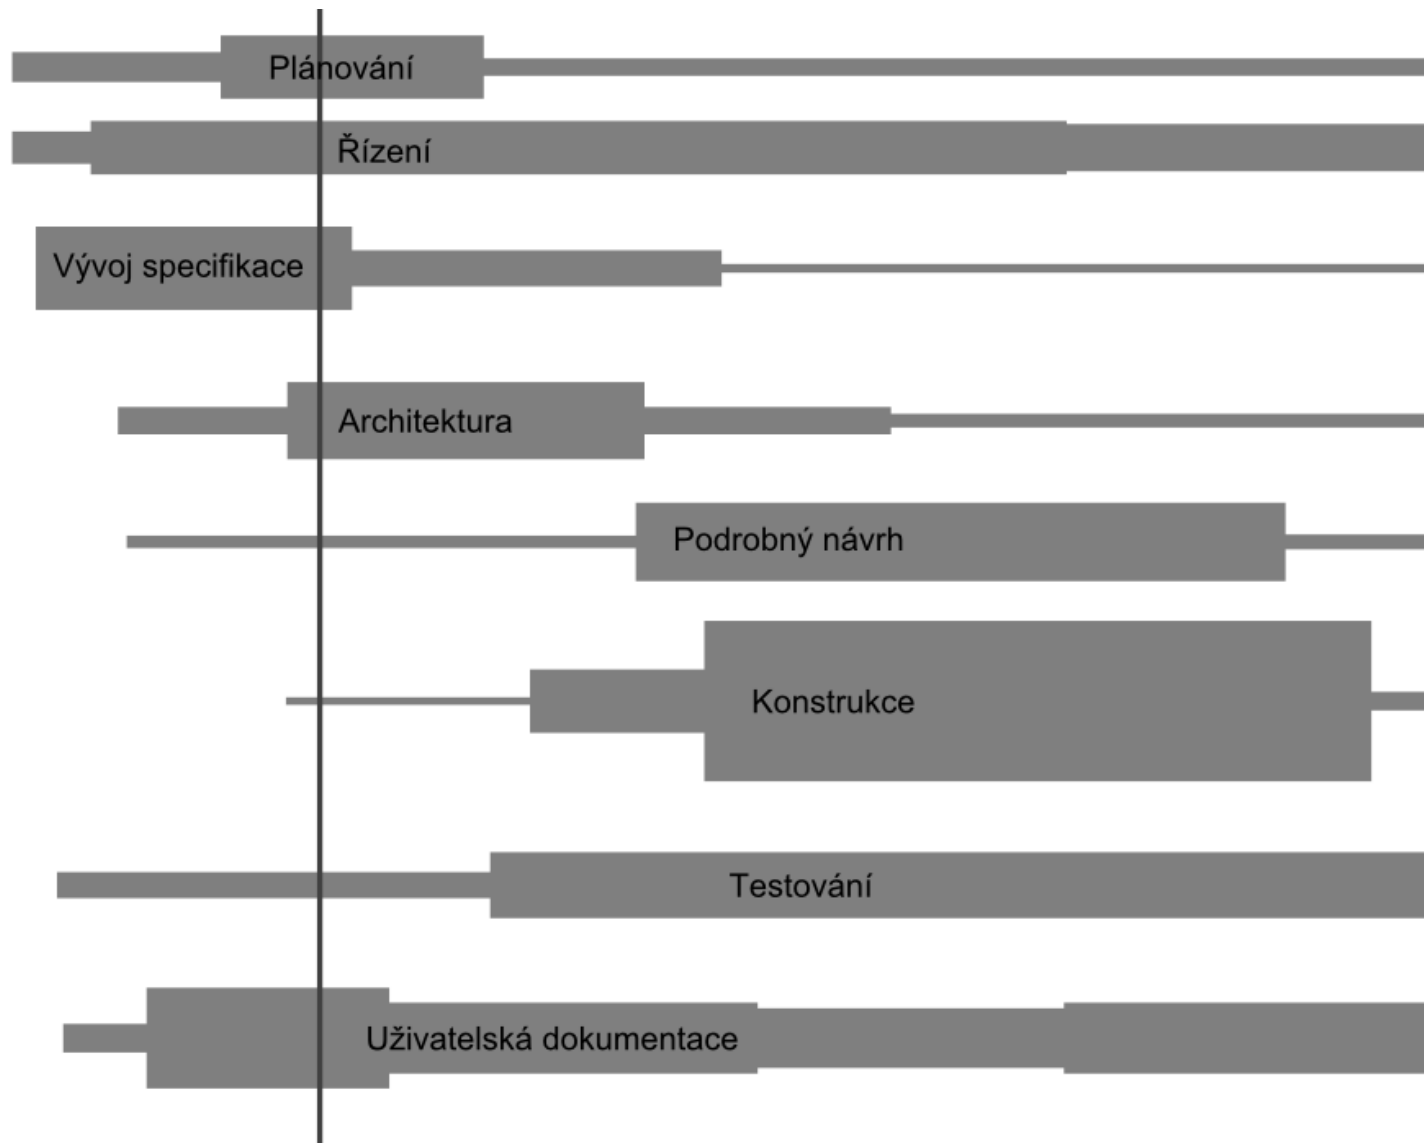 Plánování
Řízení
Vývoj specifikace
Architektura
Podrobný návrh
Konstrukce
Testování
Uživatelská dokumentace